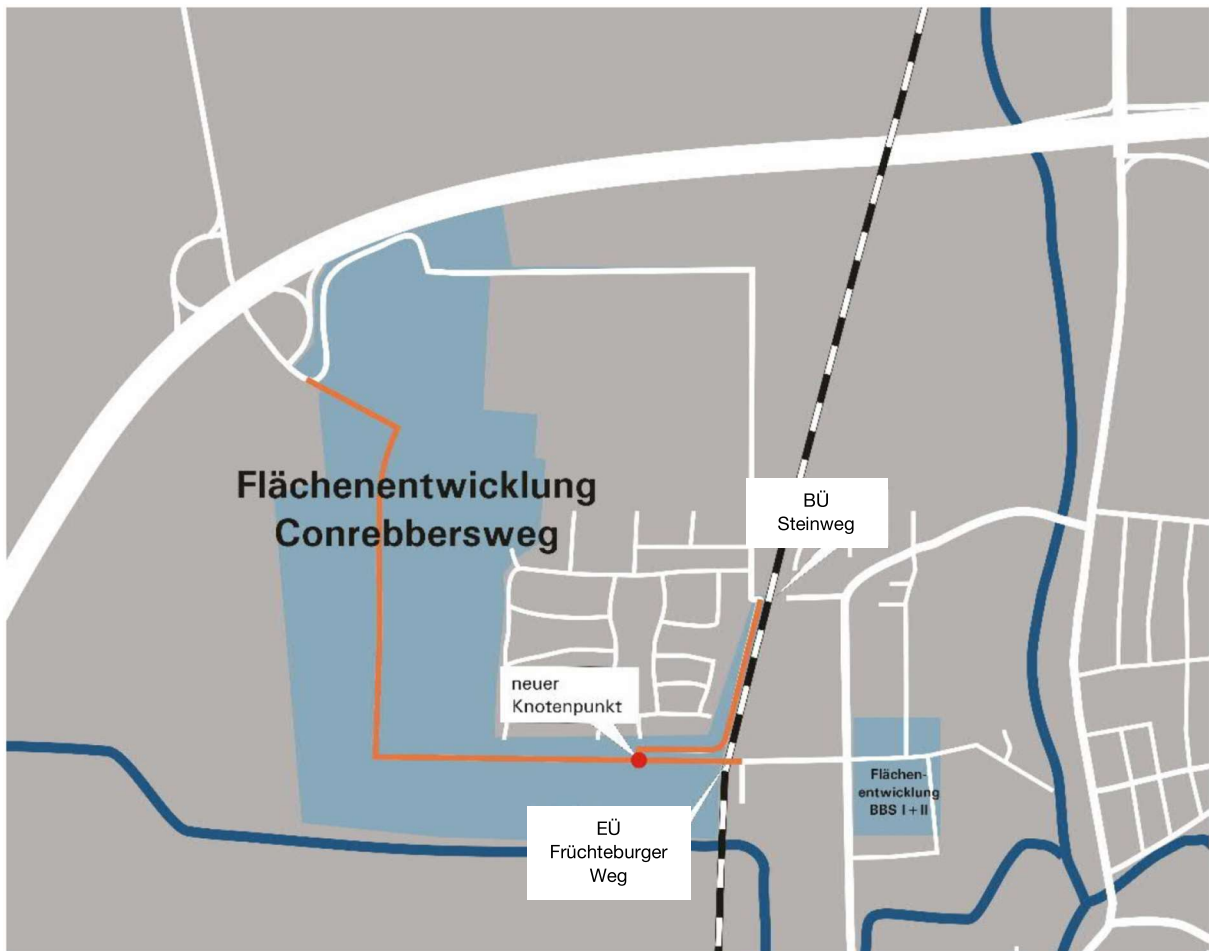 Flächenentwicklung
Conrebbersweg
BÜ
Steinweg
neuer
Knotenpunkt
Flächen-
entwicklung
BBS I + II
EÜ
Früchteburger
Weg